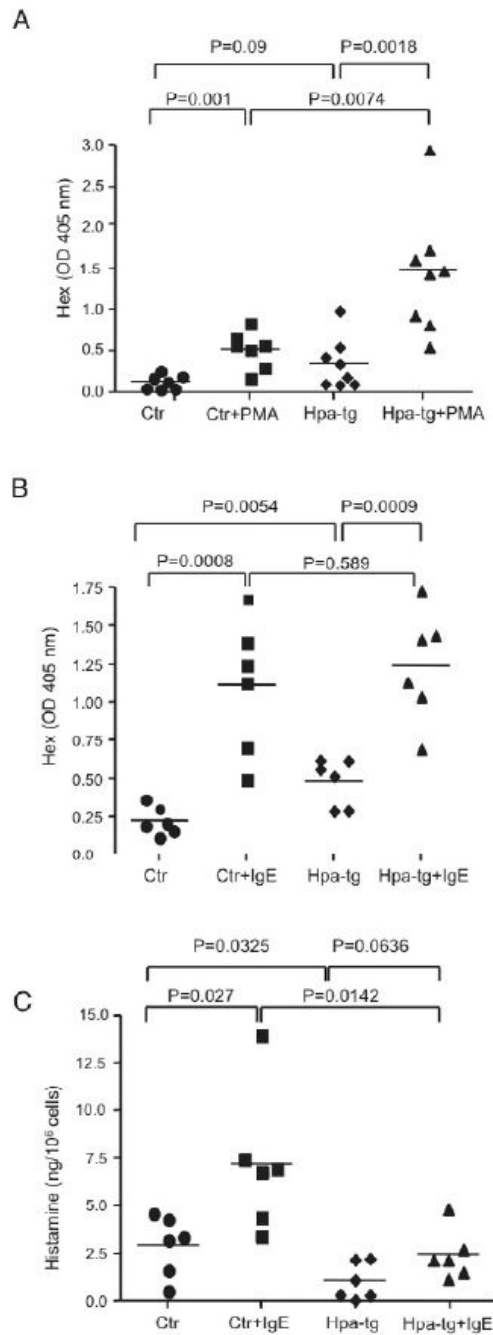 A
P=0.09
P=0.0018
P=0.001
P=0.0074
3.0
2.5
2.0
1.5
1.0
0.5
0.0
Hex (OD 405 nm)
Ctr
Ctr+PMA
Hpa-tg
Hpa-tg+PMA
B
P=0.0054
P=0.0009
P=0.0008
P=0.589
1.75
1.50
1.25
1.00
0.75
0.50
0.25
0.0
Hex (OD 405 nm)
Ctr
Ctr+IgE
Hpa-tg
Hpa-tg+IgE
P=0.0325
P=0.0636
C
P=0.027
P=0.0142
15.0
12.5
10.0
7.5
5.0
2.5
0.0
Histamine (ng/10⁶ cells)
Ctr
Ctr+IgE
Hpa-tg
Hpa-tg+IgE